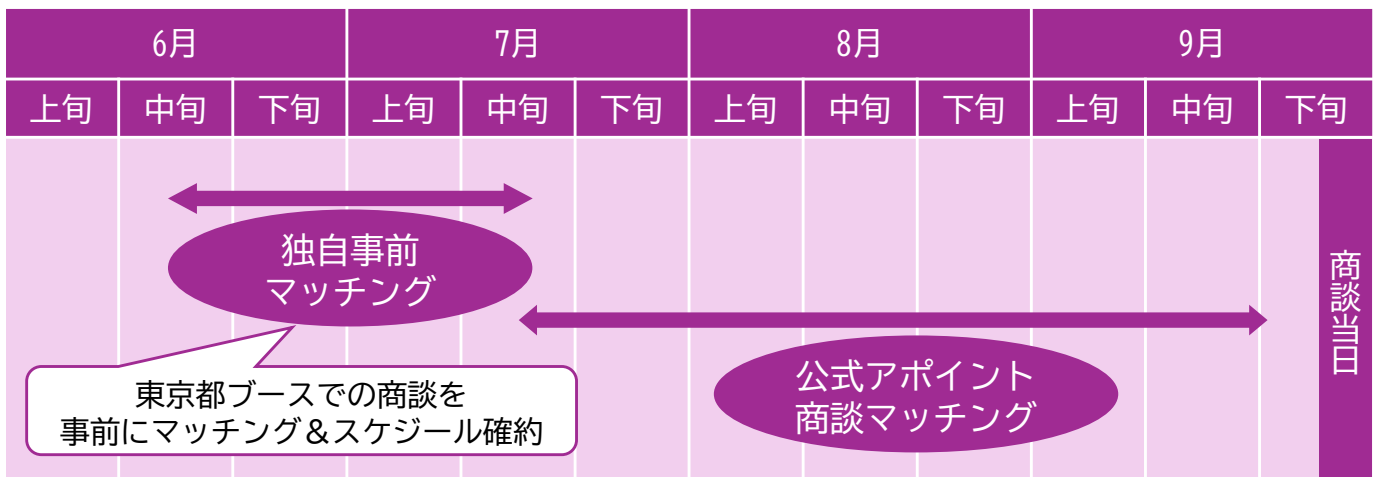 6月 7月 8月 9月
上旬 中旬 下旬 上旬 中旬 下旬 上旬 中旬 下旬 上旬 中旬 下旬
独自事前
マッチング
東京都ブースでの商談を
事前にマッチング＆スケジール確約
公式アポイント
商談マッチング
商談当日